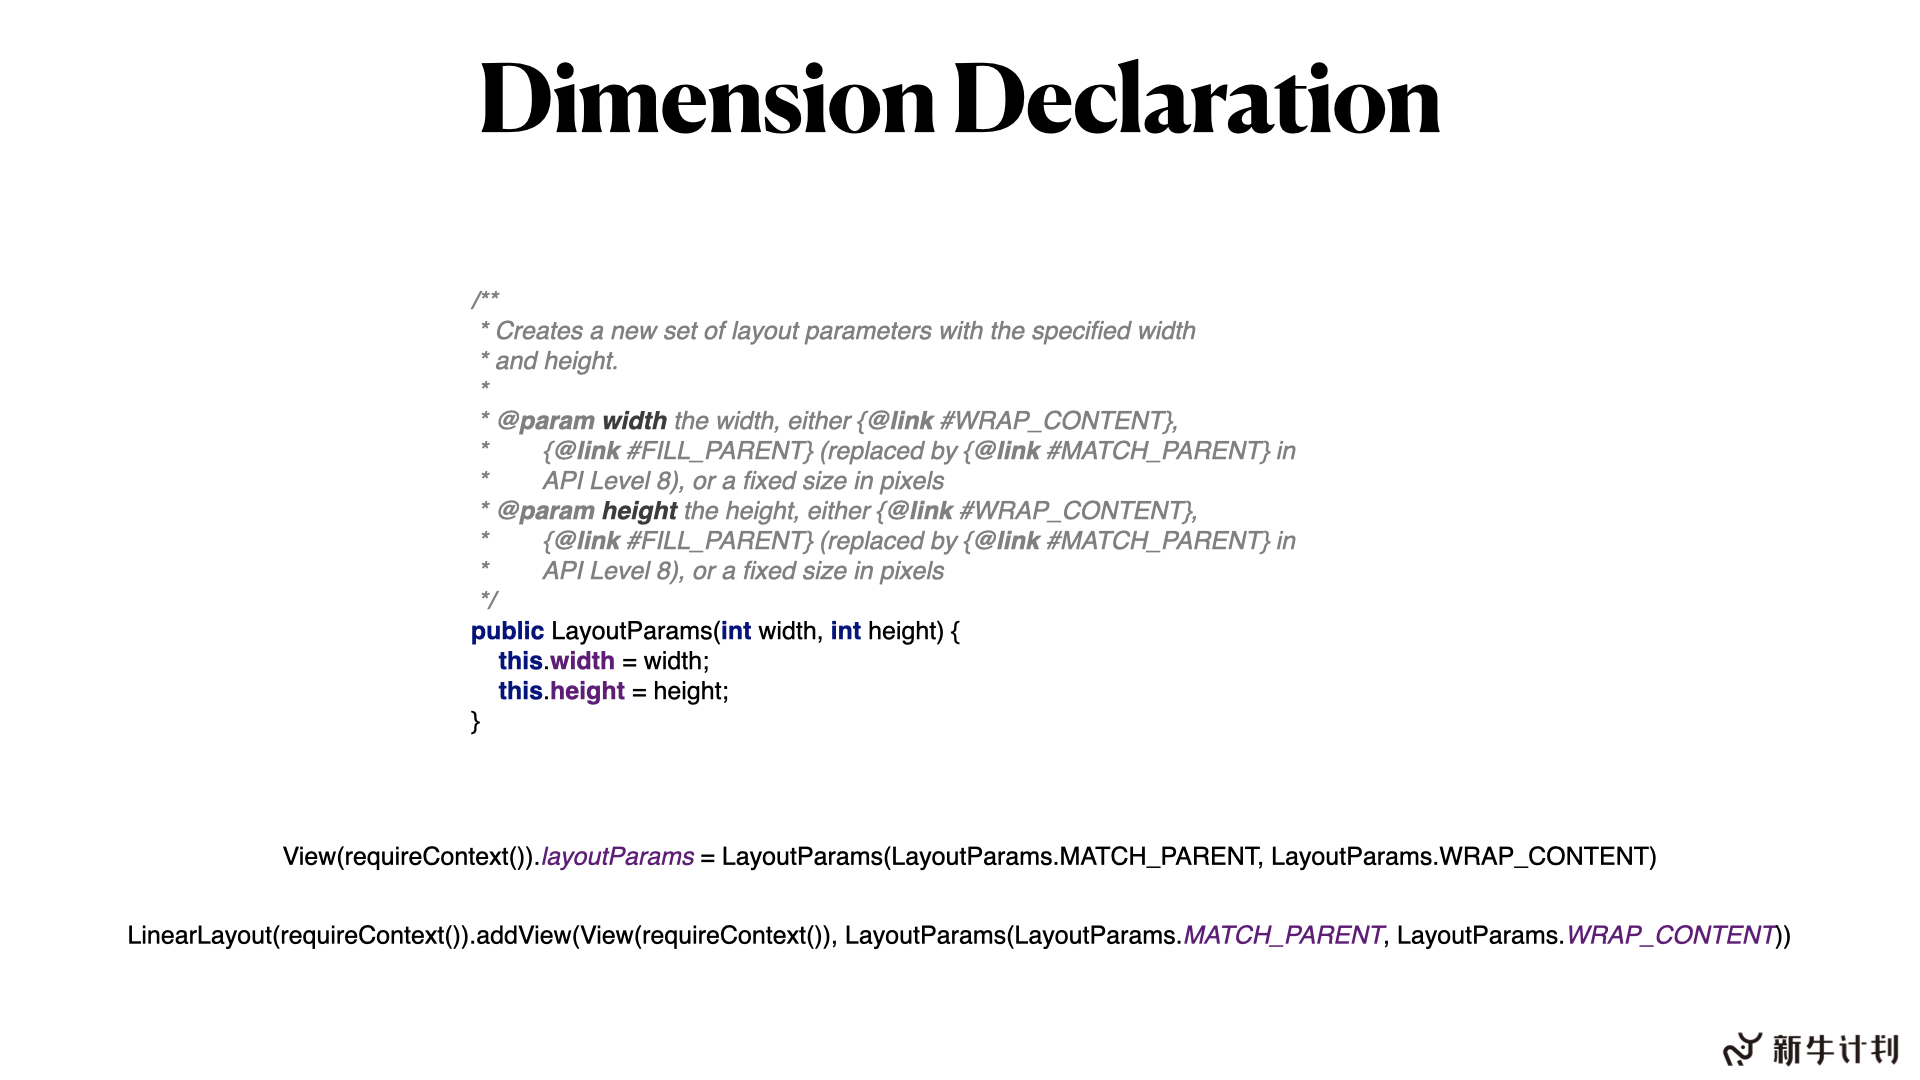 Dimension Declaration
/**
* Creates a new set of layout parameters with the specified width
* and height.
*
* @param width the width, either {@link #WRAP_CONTENT},
* {@link #FILL_PARENT} (replaced by {@link #MATCH_PARENT} in
* API Level 8), or a fixed size in pixels
* @param height the height, either {@link #WRAP_CONTENT},
* {@link #FILL_PARENT} (replaced by {@link #MATCH_PARENT} in
* API Level 8), or a fixed size in pixels
*/
public LayoutParams(int width, int height) {
this.width = width;
this.height = height;
}
View(requireContext()).layoutParams = LayoutParams(LayoutParams.MATCH_PARENT, LayoutParams.WRAP_CONTENT)
LinearLayout(requireContext()).addView(View(requireContext()), LayoutParams(LayoutParams.MATCH_PARENT, LayoutParams.WRAP_CONTENT))
新牛计划